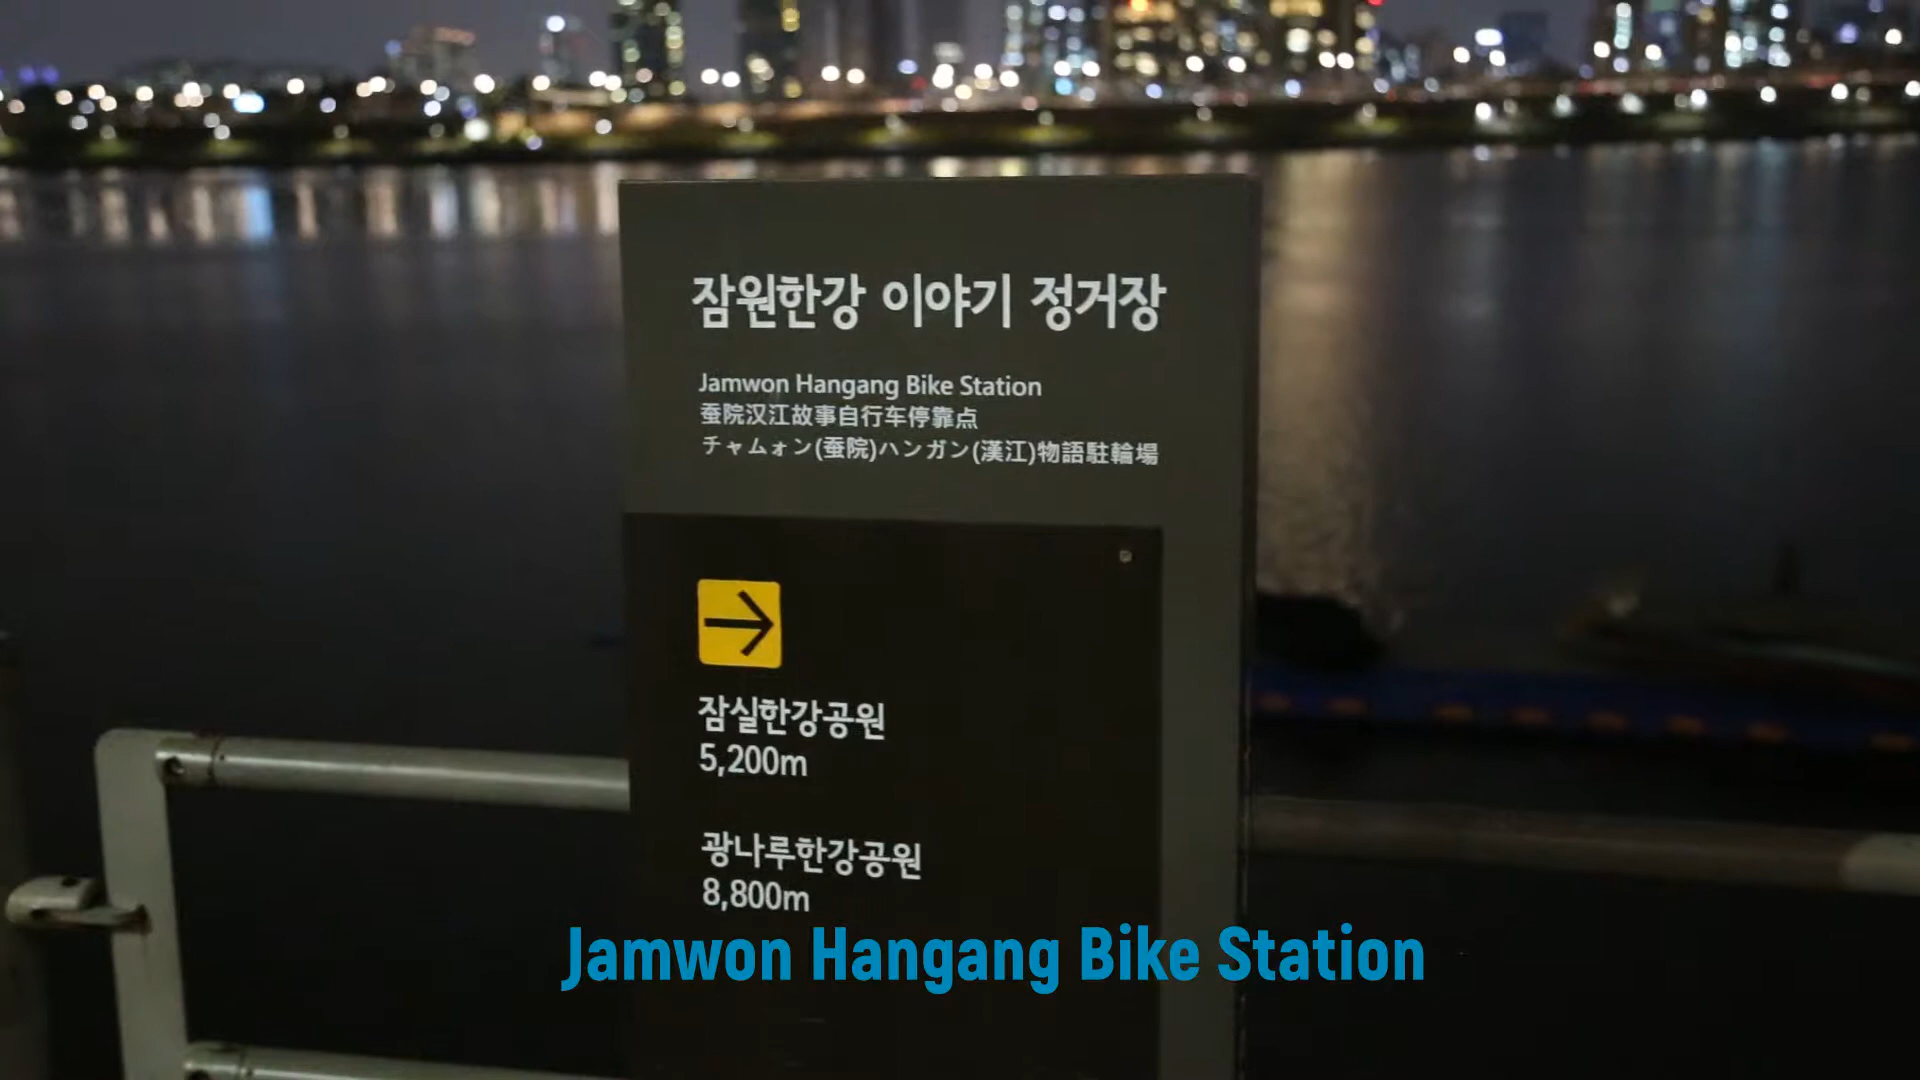 잠원한강 이야기 정거장
Jamwon Hangang Bike Station
蚕院汉江故事自行车停靠点
チャムォン(蚕院)ハンガン(漢江)物語駐輪場
잠실한강공원
5,200m
광나루한강공원
8,800m
Jamwon Hangang Bike Station